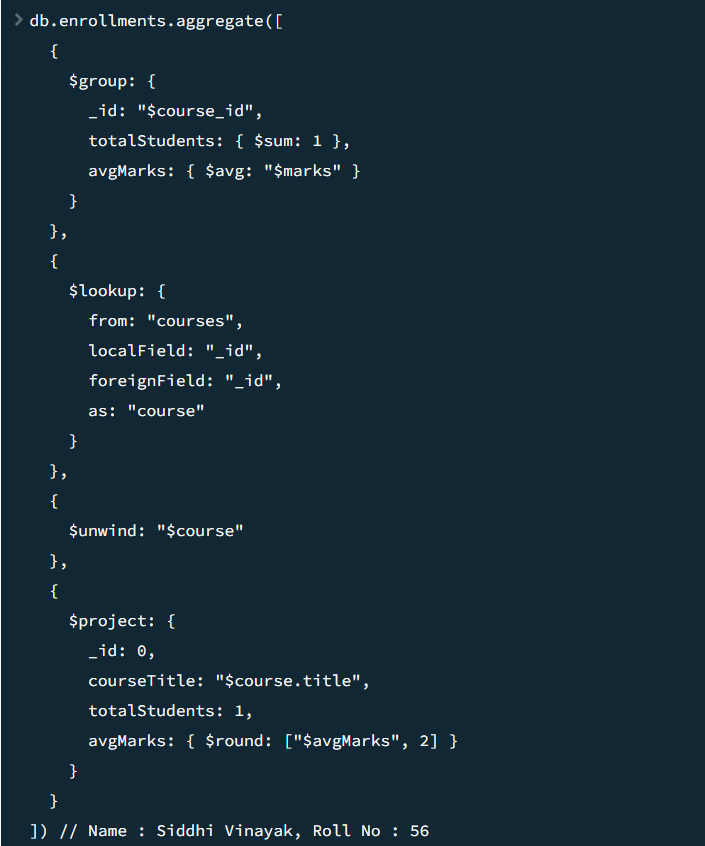 db.enrollments.aggregate([
  {
    $group: {
      _id: "$course_id",
      totalStudents: { $sum: 1 },
      avgMarks: { $avg: "$marks" }
    }
  },
  {
    $lookup: {
      from: "courses",
      localField: "_id",
      foreignField: "_id",
      as: "course"
    }
  },
  {
    $unwind: "$course"
  },
  {
    $project: {
      _id: 0,
      courseTitle: "$course.title",
      totalStudents: 1,
      avgMarks: { $round: ["$avgMarks", 2] }
    }
  }
]) // Name : Siddhi Vinayak, Roll No : 56